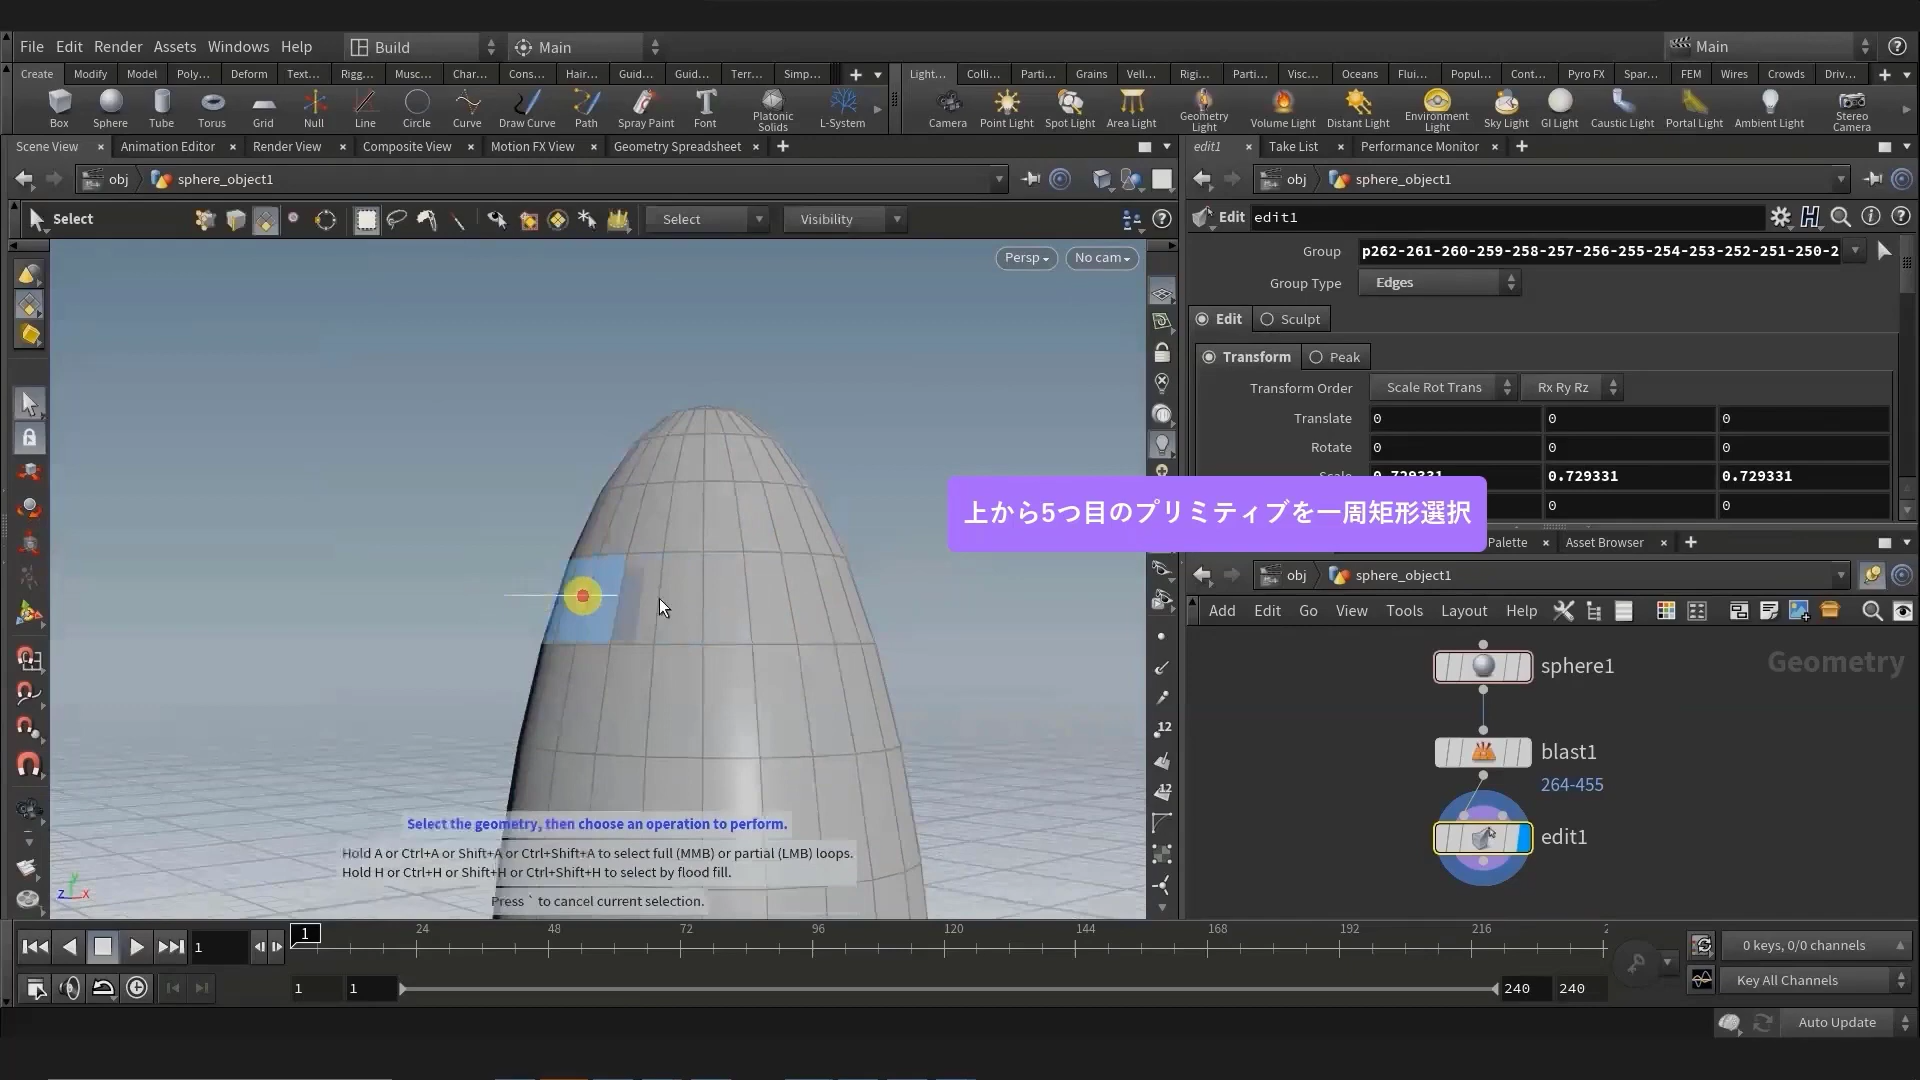 File Edit Render Assets Windows Help Build Main Main
Create Modify Model Poly... Deform Text... Rigg... Musc... Char... Cons... Hair... Guid... Guid... Terr... Simp... Light... Colli... Parti... Grains Vell... Rigi... Parti... Visc... Oceans Flui... Popul... Cont... Pyro FX Spar... FEM Wires Crowds Driv...
Box Sphere Tube Torus Grid Null Line Circle Curve Draw Curve Path Spray Paint Font Platonic Solids L-System Camera Point Light Spot Light Area Light Geometry Light Volume Light Distant Light Environment Light Sky Light GI Light Caustic Light Portal Light Ambient Light Stereo Camera
Scene View Animation Editor Render View Composite View Motion FX View Geometry Spreadsheet edit1 Take List Performance Monitor
obj sphere_object1 obj sphere_object1
Select Select Visibility Edit edit1
Persp No cam
Group p262-261-260-259-258-257-256-255-254-253-252-251-250-2
Group Type Edges
Edit Sculpt
Transform Peak
Transform Order Scale Rot Trans Rx Ry Rz
Translate 0 0 0
Rotate 0 0 0
0.729331 0.729331
0 0
上から5つ目のプリミティブを一周矩形選択
Palette Asset Browser
obj sphere_object1
Add Edit Go View Tools Layout Help
Geometry
sphere1
blast1
264-455
edit1
12
12
Select the geometry, then choose an operation to perform.
Hold A or Ctrl+A or Shift+A or Ctrl+Shift+A to select full (MMB) or partial (LMB) loops.
Hold H or Ctrl+H or Shift+H or Ctrl+Shift+H to select by flood fill.
Press ` to cancel current selection.
z y x
1 1 24 48 72 96 120 144 168 192 216 2
0 keys, 0/0 channels
1 1 240 240 Key All Channels
Auto Update